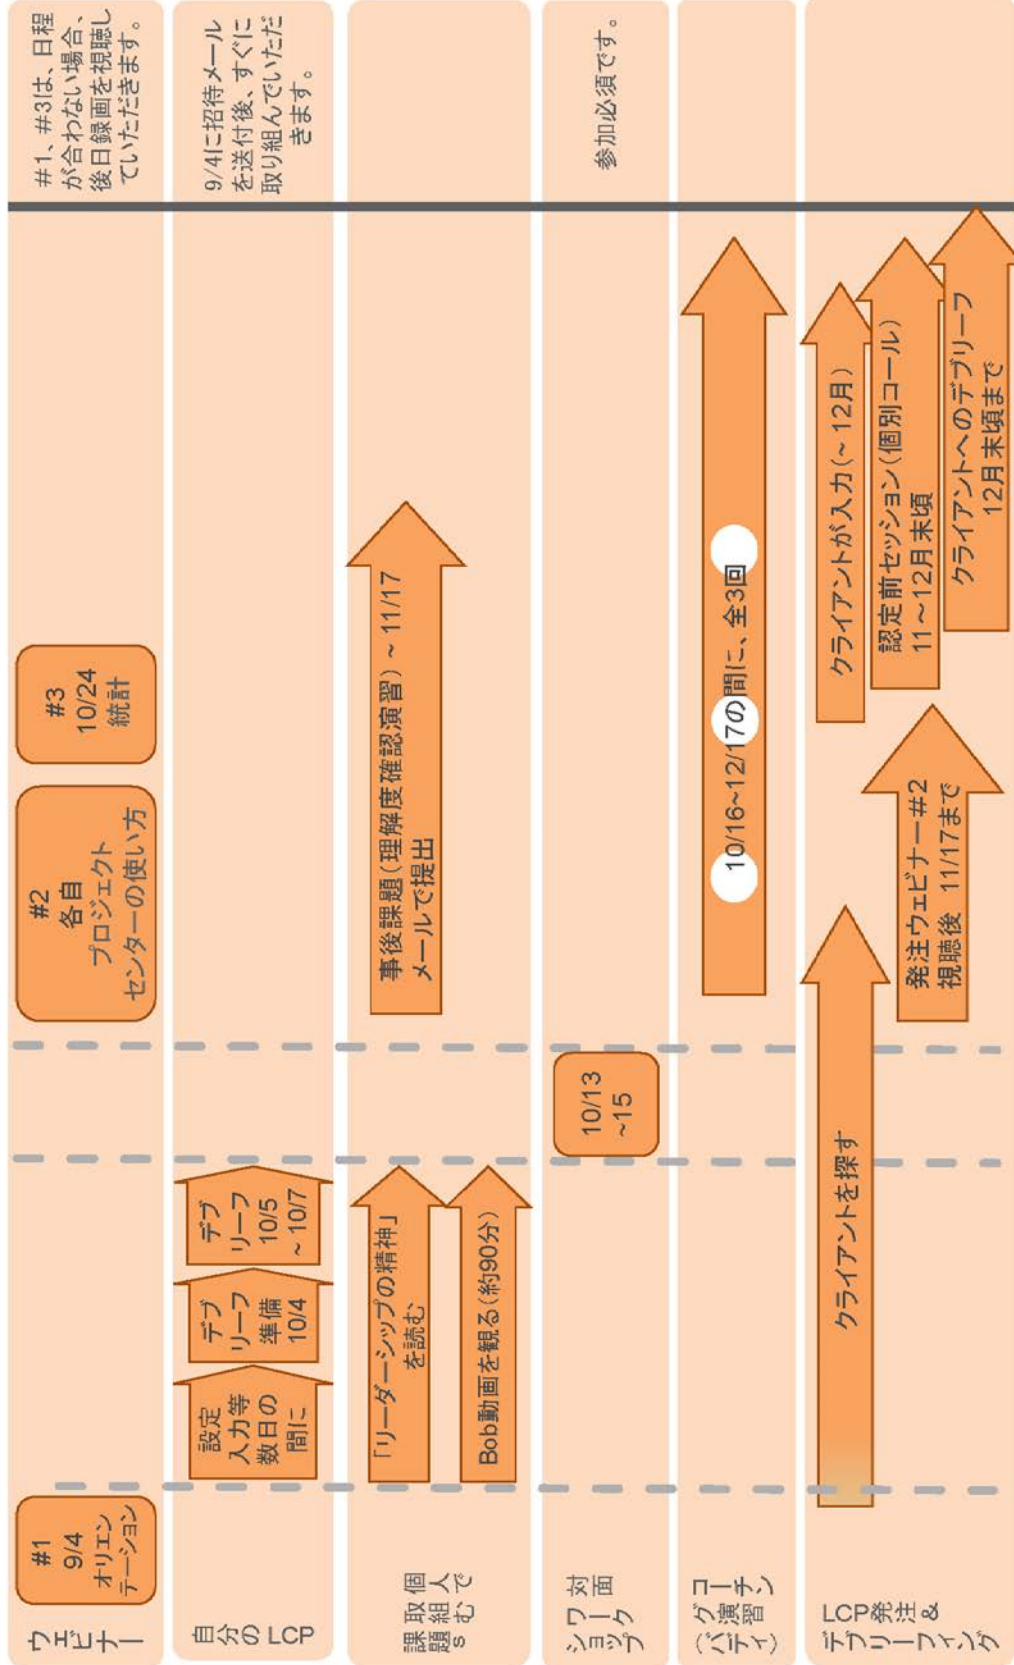 ウェビナー
#1
9/4
オリエン
テーション
#2
各自
プロジェクト
センターの使い方
#3
10/24
統計
#1、#3は、日程
が合わない場合、
後日録画を視聴し
ていただきます。
自分の LCP
設定
入力等
数日の
間に
デブ
リーフ
準備
10/4
デブ
リーフ
10/5
~ 10/7
9/4に招待メール
を送付後、すぐに
取り組んでいただ
きます。
個人で
取組む
課題s
「リーダーシップの精神」
を読む
Bob動画を観る(約90分)
事後課題(理解度確認演習) ~ 11/17
メールで提出
対面
ワーク
ショップ
10/13
~15
参加必須です。
コーチン
グ演習
(バディ)
10/16~12/17の間に、全3回
LCP発注 &
デブリーフィング
クライアントを探す
発注ウェビナー#2
視聴後 11/17まで
クライアントが入力(~ 12月)
認定前セッション(個別コール)
11~12月末頃
クライアントへのデブリーフ
12月末頃まで